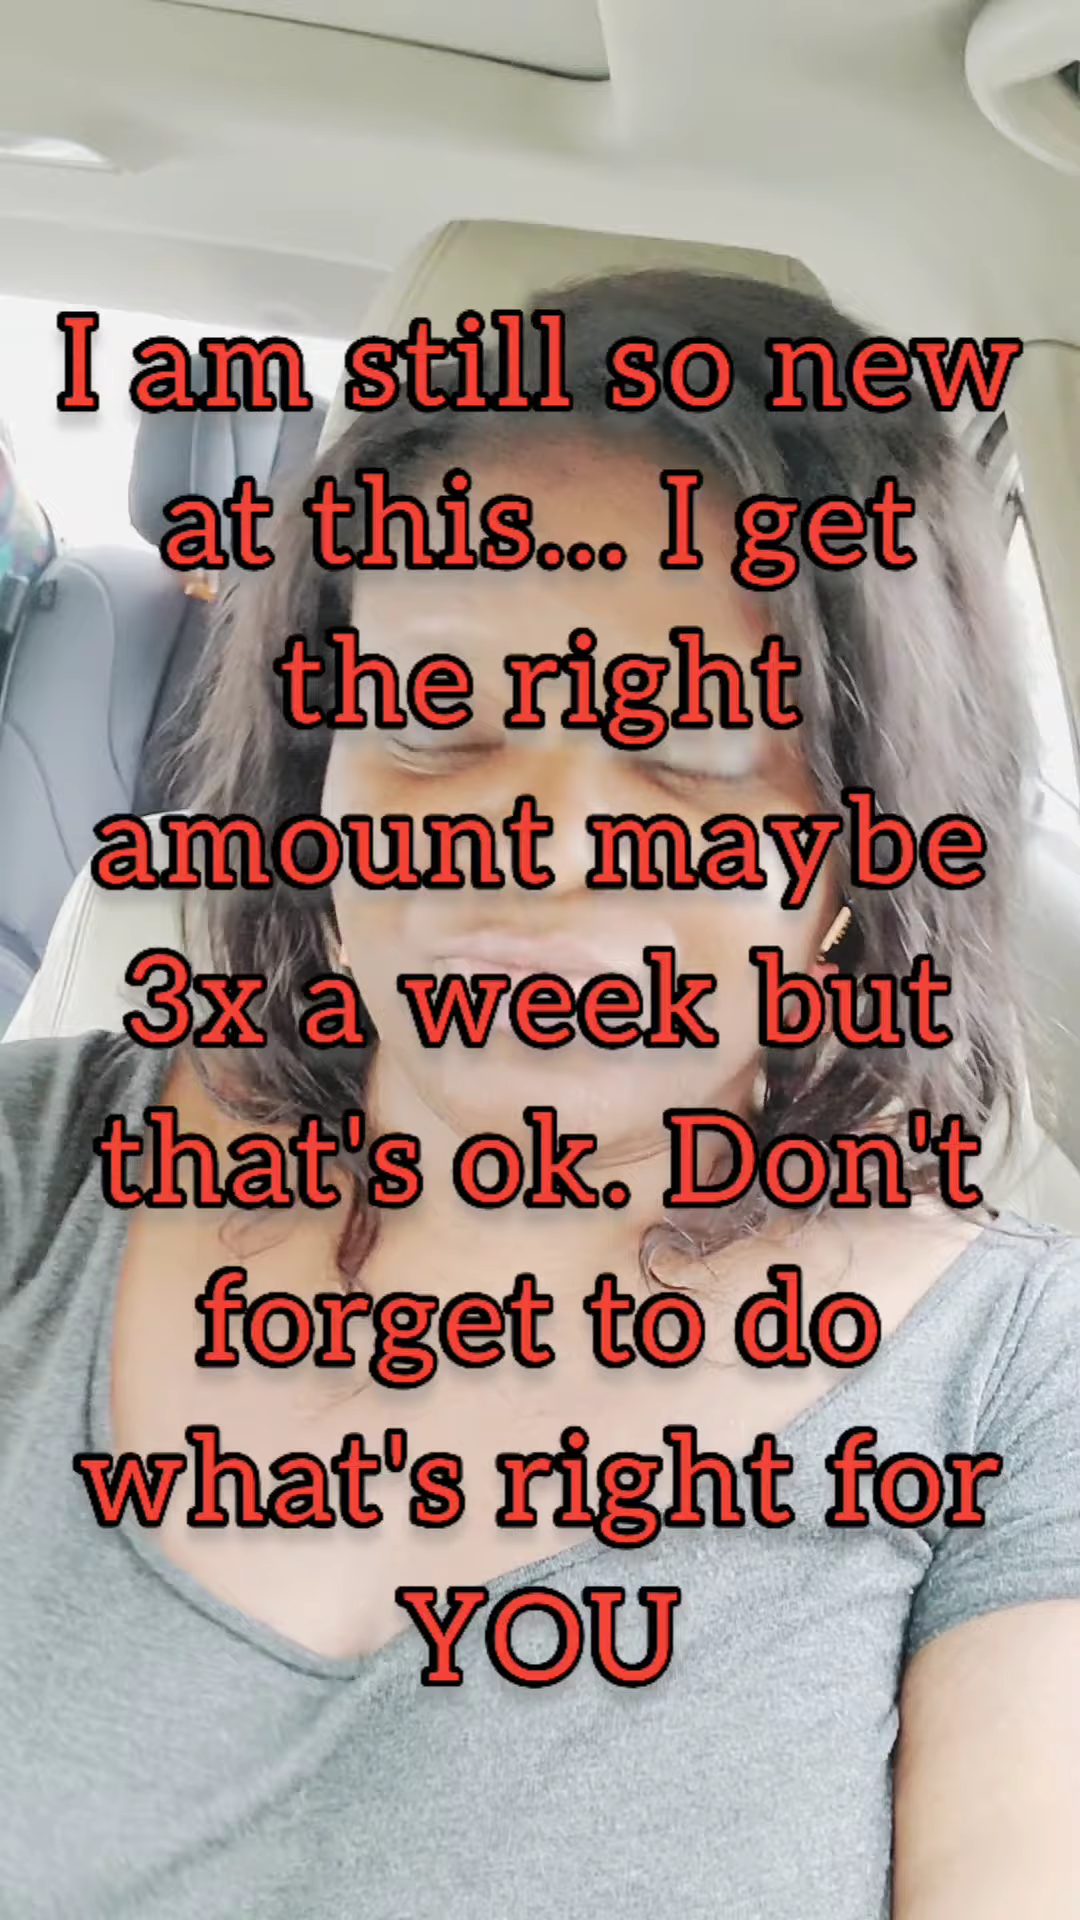 I am still so new
at this... I get
the right
amount maybe
3x a week but
that's ok. Don't
forget to do
what's right for
YOU